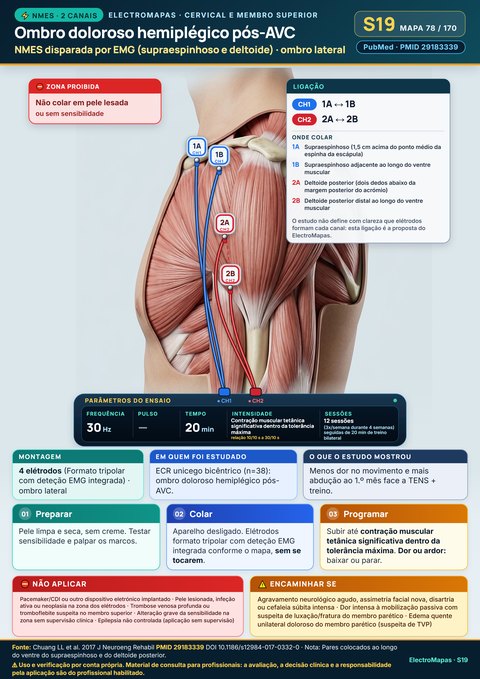 NMES · 2 CANAIS
ELECTROMAPAS · CERVICAL E MEMBRO SUPERIOR
Ombro doloroso hemiplégico pós-AVC
NMES disparada por EMG (supraespinhoso e deltoide) · ombro lateral
S19 MAPA 78 / 170
PubMed · PMID 29183339
ZONA PROIBIDA
Não colar em pele lesada
ou sem sensibilidade
LIGAÇÃO
CH1 1A ↔ 1B
CH2 2A ↔ 2B
ONDE COLAR
1A Supraespinhoso (1,5 cm acima do ponto médio da
espinha da escápula)
1B Supraespinhoso adjacente ao longo do ventre
muscular
2A Deltoide posterior (dois dedos abaixo da
margem posterior do acrómio)
2B Deltoide posterior distal ao longo do ventre
muscular
O estudo não define com clareza que elétrodos
formam cada canal: esta ligação é a proposta do
ElectroMapas.
1A
CH1
1B
CH1
2A
CH2
2B
CH2
CH1
CH2
PARÂMETROS DO ENSAIO
FREQUÊNCIA
30 Hz
PULSO
—
TEMPO
20 min
INTENSIDADE
Contração muscular tetânica
significativa dentro da tolerância
máxima
relação 10/10 s a 30/10 s
SESSÕES
12 sessões
(3x/semana durante 4 semanas)
seguidas de 20 min de treino
bilateral
MONTAGEM
4 elétrodos (Formato tripolar
com deteção EMG integrada) ·
ombro lateral
EM QUEM FOI ESTUDADO
ECR unicego bicêntrico (n=38):
ombro doloroso hemiplégico pós-
AVC.
O QUE O ESTUDO MOSTROU
Menos dor no movimento e mais
abdução ao 1.º mês face a TENS +
treino.
01 Preparar
Pele limpa e seca, sem creme. Testar
sensibilidade e palpar os marcos.
02 Colar
Aparelho desligado. Elétrodos
formato tripolar com deteção EMG
integrada conforme o mapa, sem se
tocarem.
03 Programar
Subir até contração muscular
tetânica significativa dentro da
tolerância máxima. Dor ou ardor:
baixar ou parar.
NÃO APLICAR
Pacemaker/CDI ou outro dispositivo eletrónico implantado · Pele lesionada, infeção
ativa ou neoplasia na zona dos elétrodos · Trombose venosa profunda ou
tromboflebite suspeita no membro superior · Alteração grave da sensibilidade na
zona sem supervisão clínica · Epilepsia não controlada (aplicação sem supervisão)
ENCAMINHAR SE
Agravamento neurológico agudo, assimetria facial nova, disartria
ou cefaleia súbita intensa · Dor intensa à mobilização passiva com
suspeita de luxação/fratura do membro parético · Edema quente
unilateral doloroso do membro parético (suspeita de TVP)
Fonte: Chuang LL et al. 2017 J Neuroeng Rehabil PMID 29183339 DOI 10.1186/s12984-017-0332-0 · Nota: Pares colocados ao longo
do ventre do supraespinhoso e do deltoide posterior.
⚠ Uso e verificação por conta própria. Material de consulta para profissionais: a avaliação, a decisão clínica e a responsabilidade
pela aplicação são do profissional habilitado.
ElectroMapas · S19